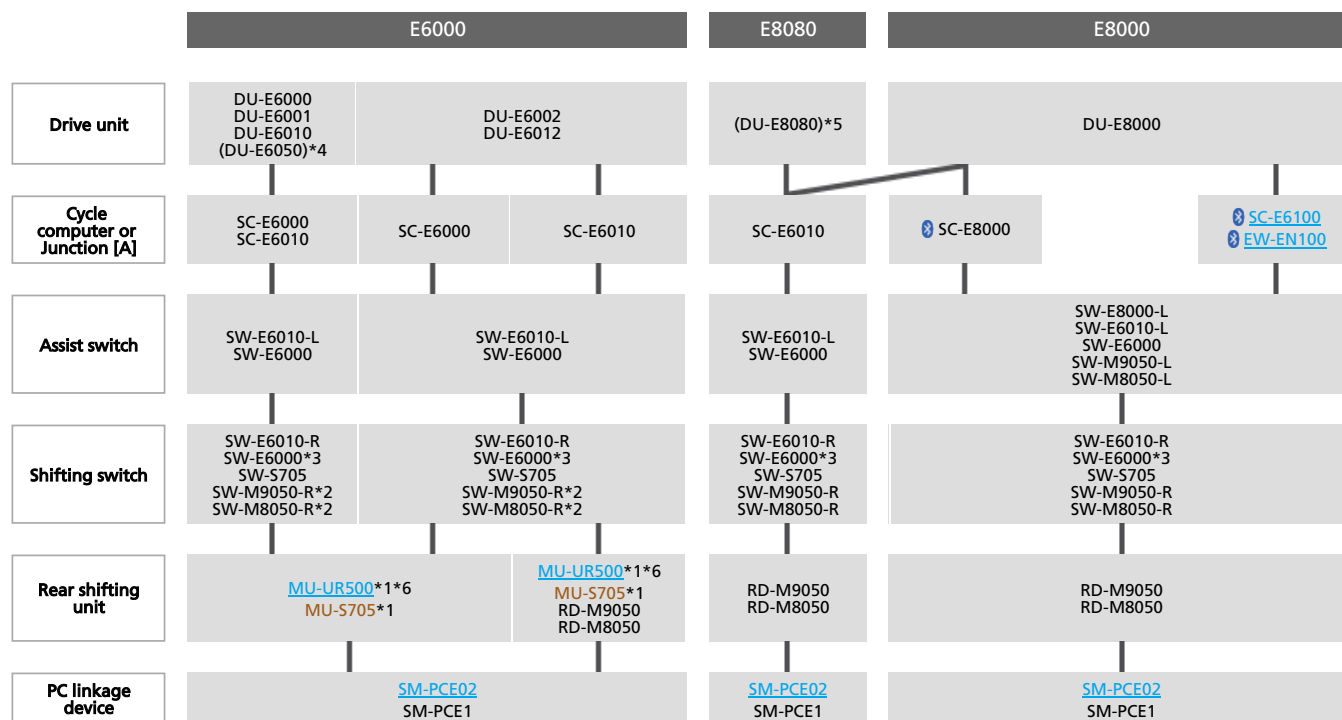 E6000
E8080
E8000
Drive unit
DU-E6000
DU-E6001
DU-E6010
(DU-E6050)*4
DU-E6002
DU-E6012
(DU-E8080)*5
DU-E8000
Cycle
computer or
Junction [A]
SC-E6000
SC-E6010
SC-E6000
SC-E6010
SC-E6010
SC-E8000
SC-E6100
EW-EN100
Assist switch
SW-E6010-L
SW-E6000
SW-E6010-L
SW-E6000
SW-E6010-L
SW-E6000
SW-E8000-L
SW-E6010-L
SW-E6000
SW-M9050-L
SW-M8050-L
Shifting switch
SW-E6010-R
SW-E6000*3
SW-S705
SW-M9050-R*2
SW-M8050-R*2
SW-E6010-R
SW-E6000*3
SW-S705
SW-M9050-R*2
SW-M8050-R*2
SW-E6010-R
SW-E6000*3
SW-S705
SW-M9050-R
SW-M8050-R
SW-E6010-R
SW-E6000*3
SW-S705
SW-M9050-R
SW-M8050-R
Rear shifting
unit
MU-UR500*1*6
MU-S705*1
MU-UR500*1*6
MU-S705*1
RD-M9050
RD-M8050
RD-M9050
RD-M8050
RD-M9050
RD-M8050
PC linkage
device
SM-PCE02
SM-PCE1
SM-PCE02
SM-PCE1
SM-PCE02
SM-PCE1